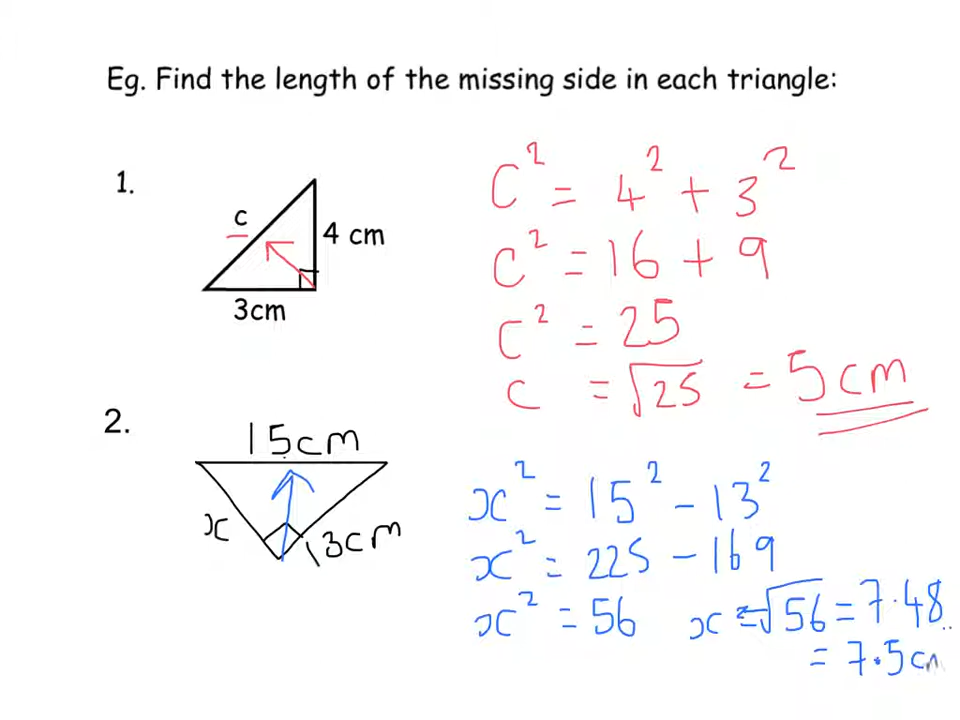 Eg. Find the length of the missing side in each triangle:
1.
c
4 cm
3cm
c² = 4² + 3²
c² = 16 + 9
c² = 25
c = √25 = 5cm
2.
15cm
x
13cm
x² = 15² - 13²
x² = 225 - 169
x² = 56 x = √56 = 7.48..
= 7.5cm